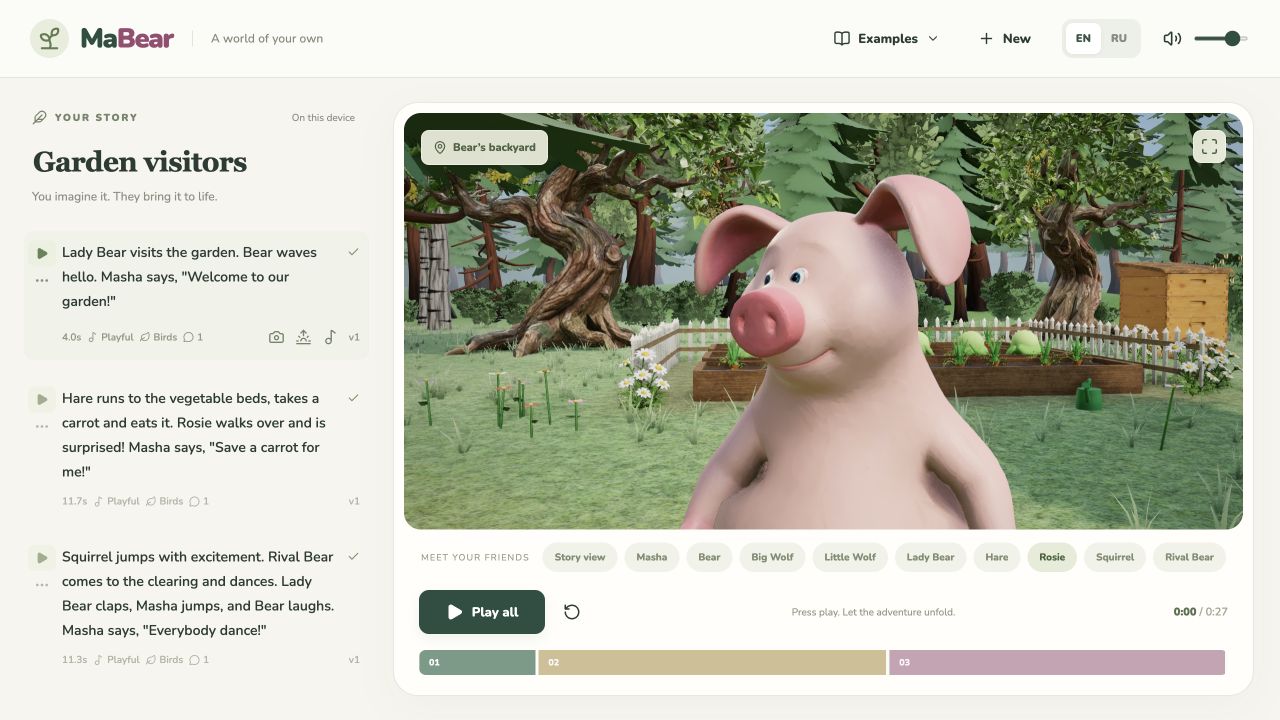 MaBear
A world of your own
Examples
New
EN
RU
YOUR STORY
On this device
Garden visitors
You imagine it. They bring it to life.
Lady Bear visits the garden. Bear waves
hello. Masha says, "Welcome to our
garden!"
4.0s Playful Birds 1 v1
Hare runs to the vegetable beds, takes a
carrot and eats it. Rosie walks over and is
surprised! Masha says, "Save a carrot for
me!"
11.7s Playful Birds 1 v1
Squirrel jumps with excitement. Rival Bear
comes to the clearing and dances. Lady
Bear claps, Masha jumps, and Bear laughs.
Masha says, "Everybody dance!"
11.3s Playful Birds 1 v1
Bear's backyard
MEET YOUR FRIENDS
Story view
Masha
Bear
Big Wolf
Little Wolf
Lady Bear
Hare
Rosie
Squirrel
Rival Bear
Play all
Press play. Let the adventure unfold.
0:00 / 0:27
01
02
03